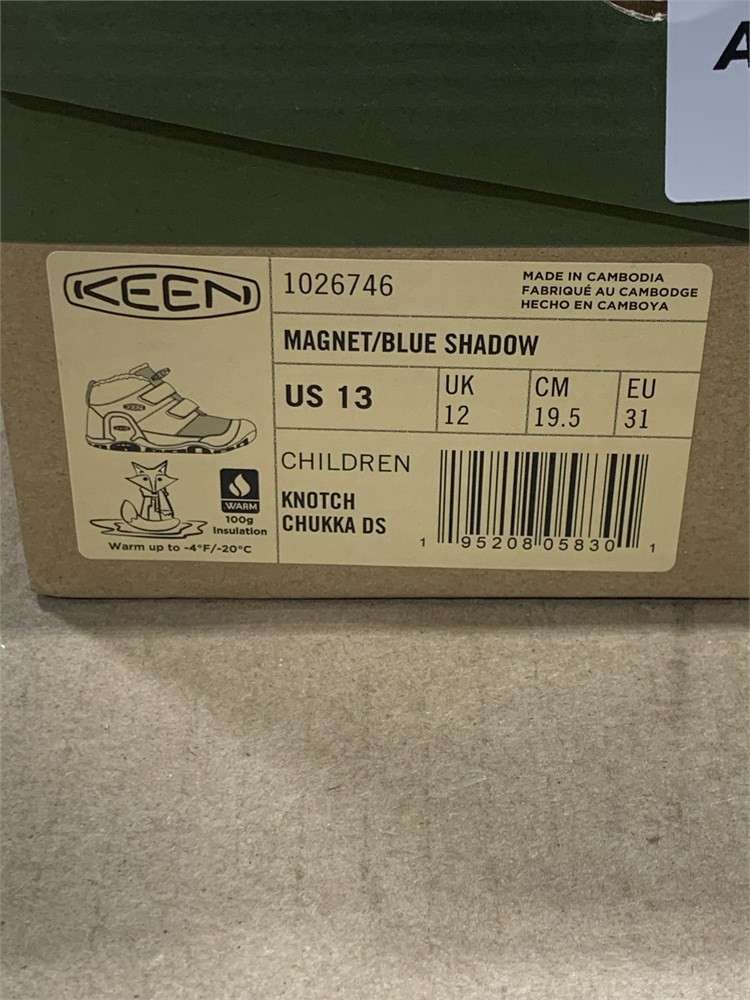 A
KEEN
1026746
MADE IN CAMBODIA
FABRIQUÉ AU CAMBODGE
HECHO EN CAMBOYA
MAGNET/BLUE SHADOW
US 13
UK
12
CM
19.5
EU
31
KEEN
KEEN
CHILDREN
KNOTCH
CHUKKA DS
WARM
100g
Insulation
Warm up to -4°F/-20°C
1 95208 05830 1